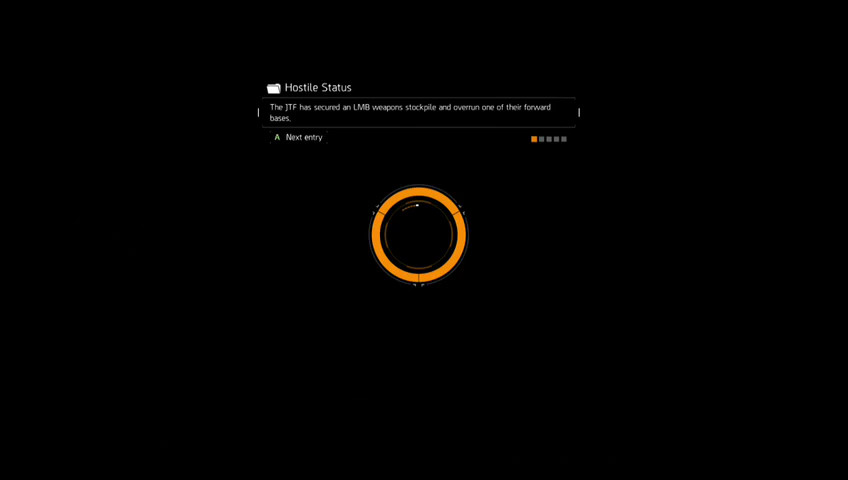 Hostile Status
The JTF has secured an LMB weapons stockpile and overrun one of their forward
bases.
A Next entry